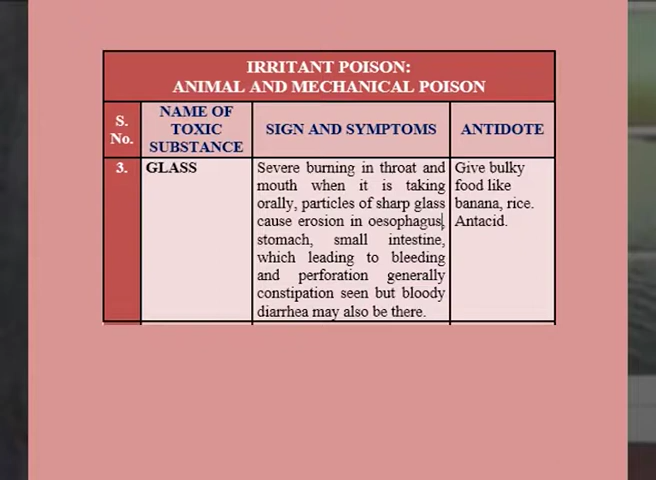 IRRITANT POISON:
ANIMAL AND MECHANICAL POISON
S. No.
NAME OF TOXIC SUBSTANCE
SIGN AND SYMPTOMS
ANTIDOTE
3.
GLASS
Severe burning in throat and
mouth when it is taking
orally, particles of sharp glass
cause erosion in oesophagus,
stomach, small intestine,
which leading to bleeding
and perforation generally
constipation seen but bloody
diarrhea may also be there.
Give bulky
food like
banana, rice.
Antacid.